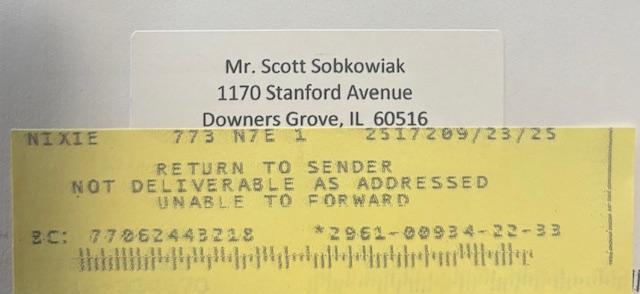 Mr. Scott Sobkowiak
1170 Stanford Avenue
Downers Grove, IL 60516
NIXIE 773 N7E 1 2517209/23/25
RETURN TO SENDER
NOT DELIVERABLE AS ADDRESSED
UNABLE TO FORWARD
BC: 77062443218 *2961-00934-22-33